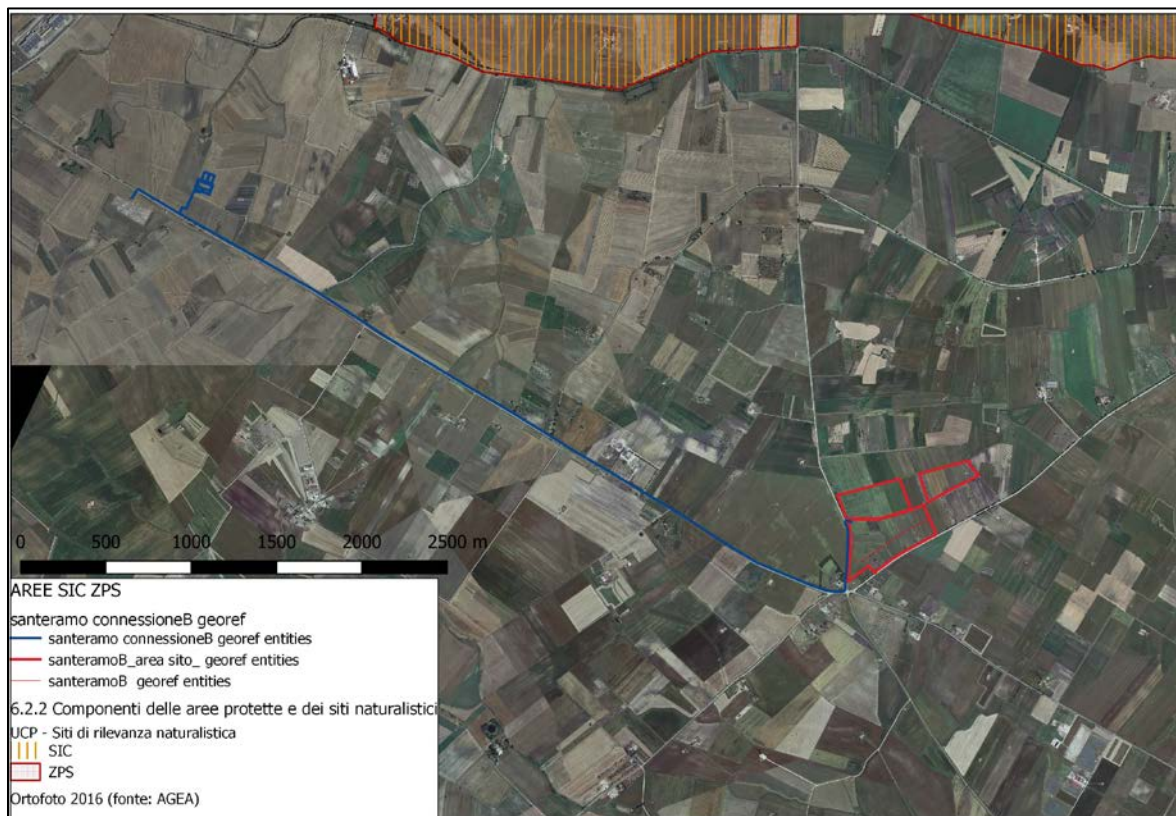 0 500 1000 1500 2000 2500 m
AREE SIC ZPS
santeramo connessioneB georef
santeramo connessioneB georef entities
santeramoB_area sito_ georef entities
santeramoB georef entities
6.2.2 Componenti delle aree protette e dei siti naturalistici
UCP - Siti di rilevanza naturalistica
SIC
ZPS
Ortofoto 2016 (fonte: AGEA)